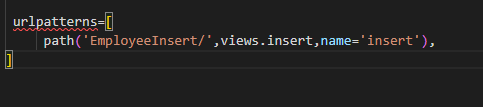 urlpatterns=[
path('EmployeeInsert/',views.insert,name='insert'),
]